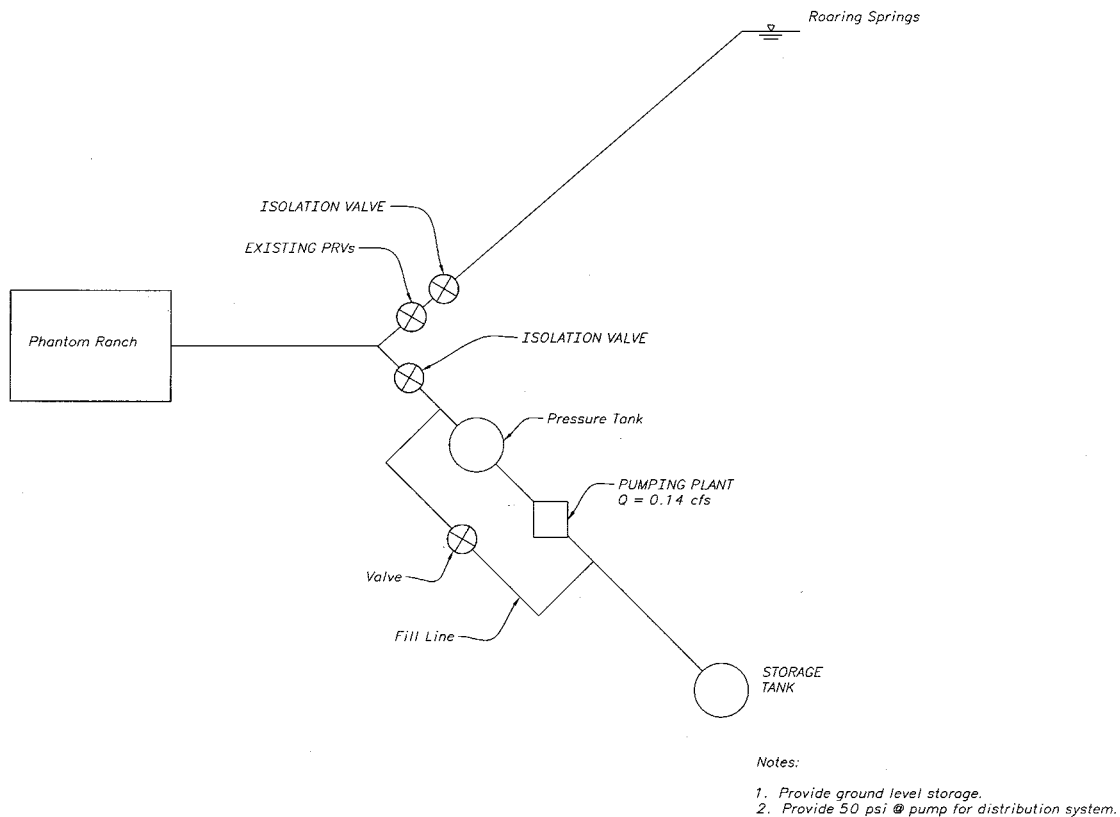 Roaring Springs
ISOLATION VALVE
EXISTING PRVs
Phantom Ranch
ISOLATION VALVE
Pressure Tank
PUMPING PLANT
Q = 0.14 cfs
Valve
Fill Line
STORAGE
TANK
Notes:
1. Provide ground level storage.
2. Provide 50 psi @ pump for distribution system.